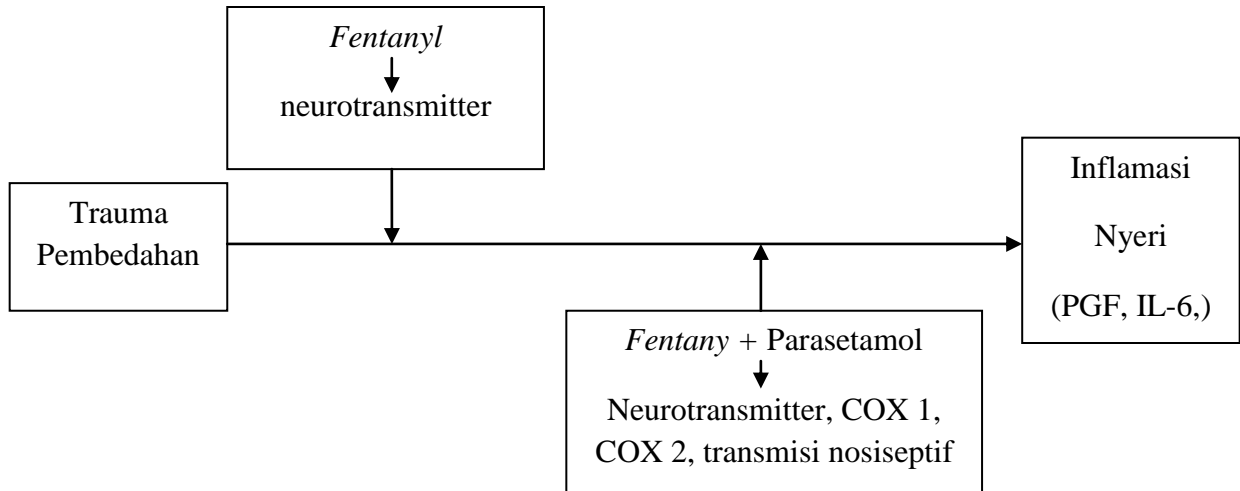 Fentanyl
neurotransmitter
Trauma
Pembedahan
Inflamasi
Nyeri
(PGF, IL-6,)
Fentany + Parasetamol
Neurotransmitter, COX 1,
COX 2, transmisi nosiseptif